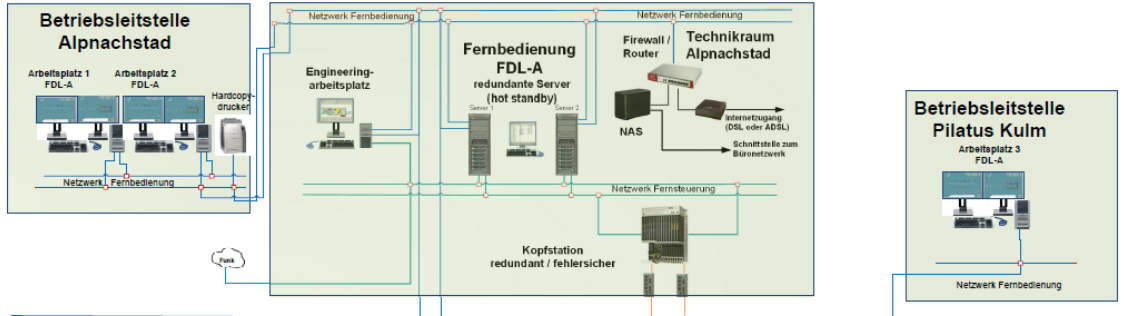 Betriebsleitstelle
Alpnachstad
Arbeitsplatz 1
FDL-A
Arbeitsplatz 2
FDL-A
Hardcopy-
drucker
Netzwerk Fernbedienung
Netzwerk Fernbedienung
Netzwerk Fernbedienung
Engineering-
arbeitsplatz
Fernbedienung
FDL-A
redundante Server
(hot standby)
Server 1
Server 2
Firewall /
Router
Technikraum
Alpnachstad
NAS
Internetzugang
(DSL oder ADSL)
Schnittstelle zum
Büronetzwerk
Netzwerk Fernsteuerung
Kopfstation
redundant / fehlersicher
Funk
Betriebsleitstelle
Pilatus Kulm
Arbeitsplatz 3
FDL-A
Netzwerk Fernbedienung